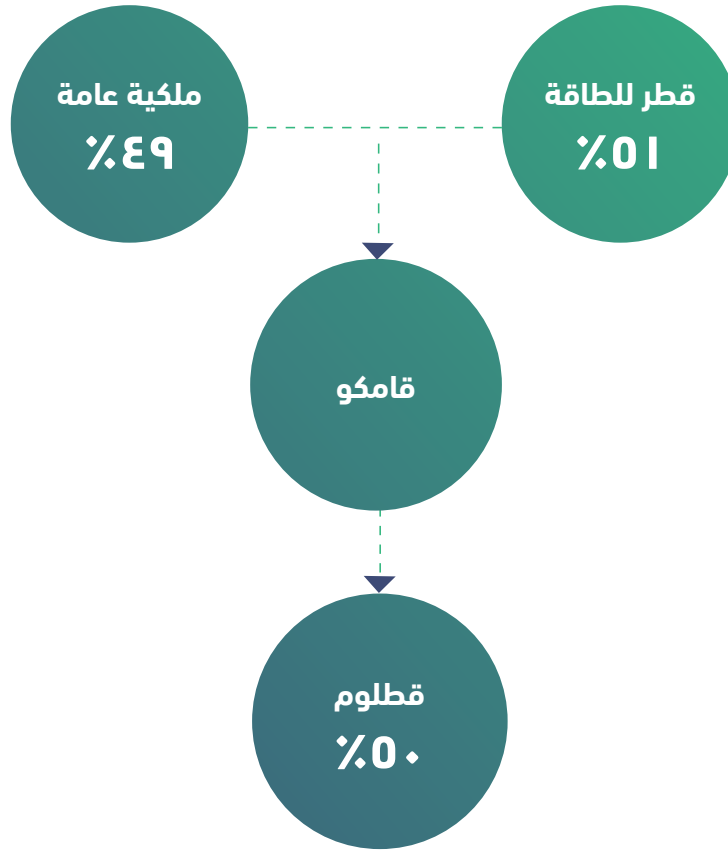 قطر للطاقة
٥١٪
ملكية عامة
٤٩٪
قامكو
قطلوم
٥٠٪